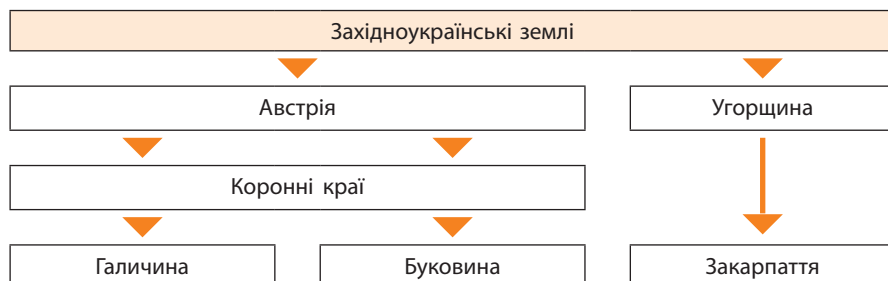 Західноукраїнські землі
Австрія
Угорщина
Коронні краї
Галичина
Буковина
Закарпаття